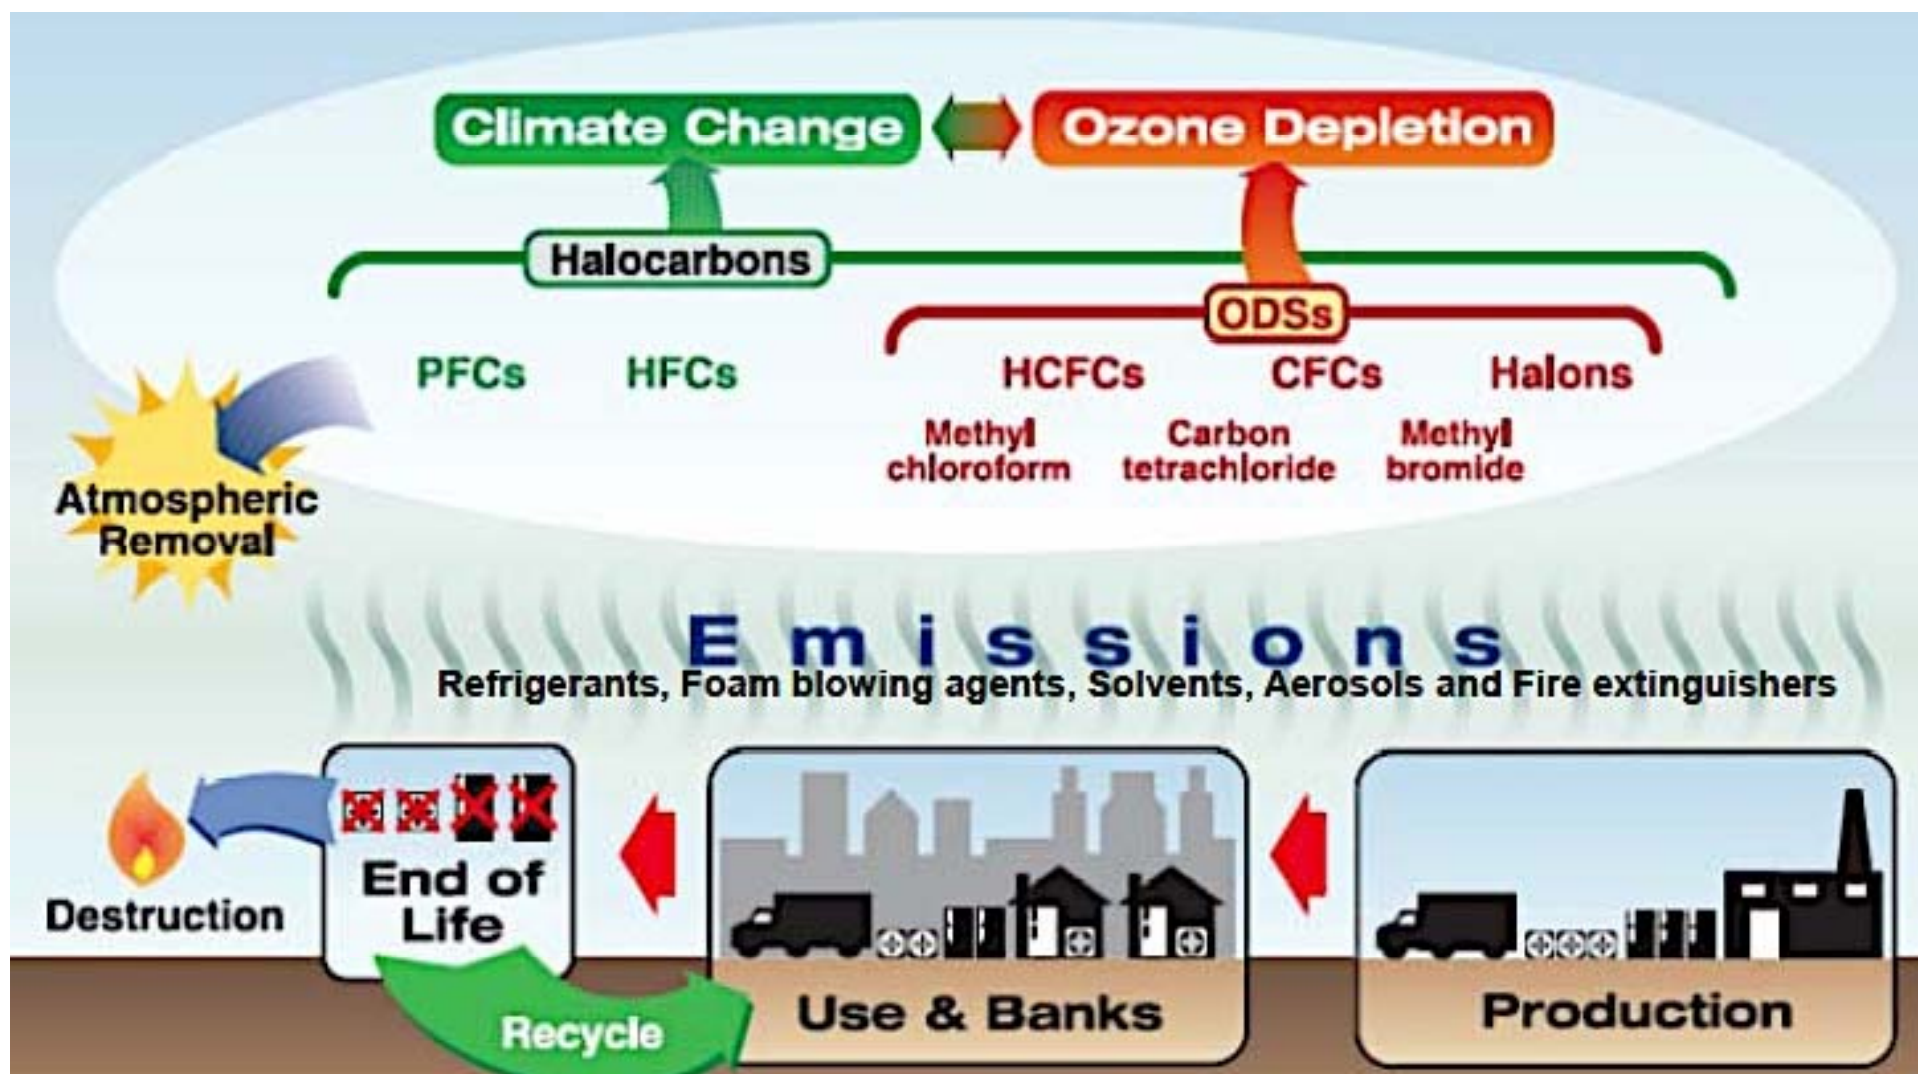 Climate Change
Ozone Depletion
Halocarbons
ODSs
PFCs
HFCs
HCFCs
CFCs
Halons
Methyl
chloroform
Carbon
tetrachloride
Methyl
bromide
Atmospheric
Removal
Emissions
Refrigerants, Foam blowing agents, Solvents, Aerosols and Fire extinguishers
Destruction
End of
Life
Recycle
Use & Banks
Production